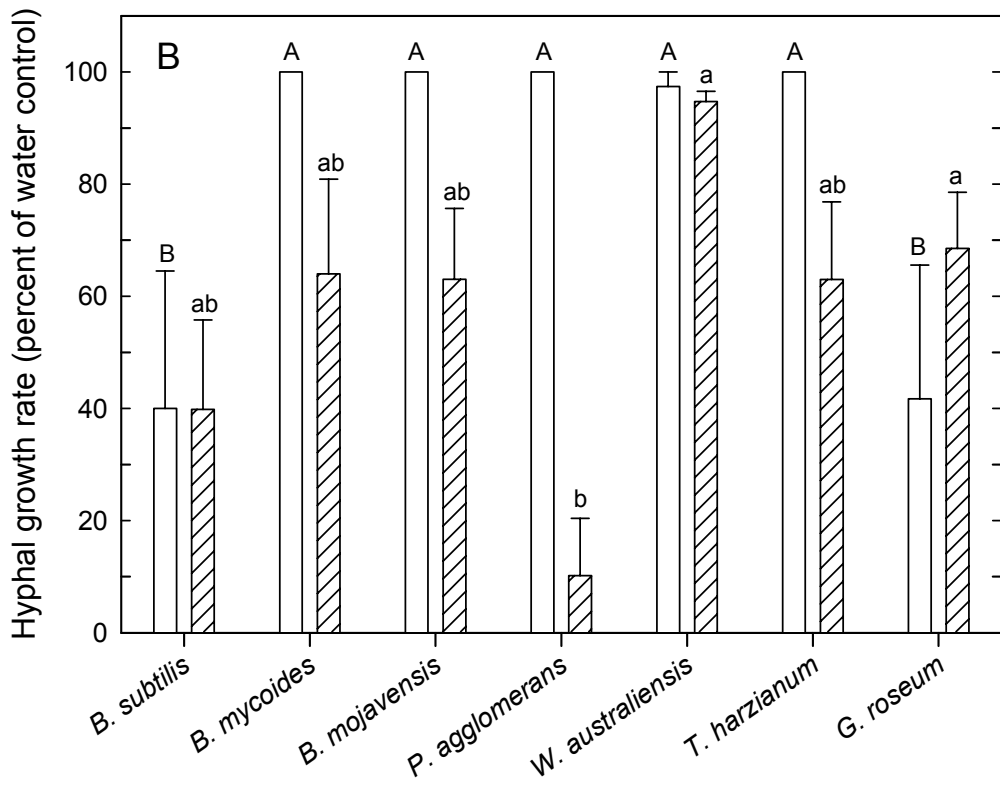 Hyphal growth rate (percent of water control)
B
100
80
60
40
20
0
B
ab
A
ab
A
ab
A
b
A
a
A
ab
B
a
B. subtilis
B. mycoides
B. mojavensis
P. agglomerans
W. australiensis
T. harzianum
G. roseum